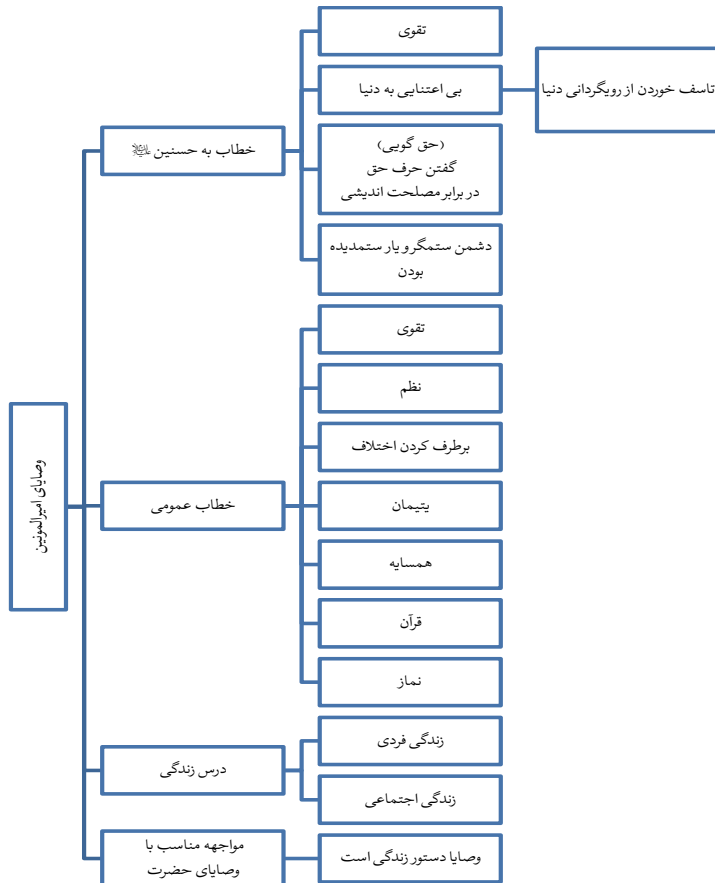 وصایای امیرالمونین
خطاب به حسنین علیهما السلام
تقوی
بی اعتنایی به دنیا
تاسف خوردن از رویگردانی دنیا
(حق گویی)
گفتن حرف حق
در برابر مصلحت اندیشی
دشمن ستمگر و یار ستمدیده
بودن
خطاب عمومی
تقوی
نظم
برطرف کردن اختلاف
یتیمان
همسایه
قرآن
نماز
درس زندگی
زندگی فردی
زندگی اجتماعی
مواجهه مناسب با
وصایای حضرت
وصایا دستور زندگی است